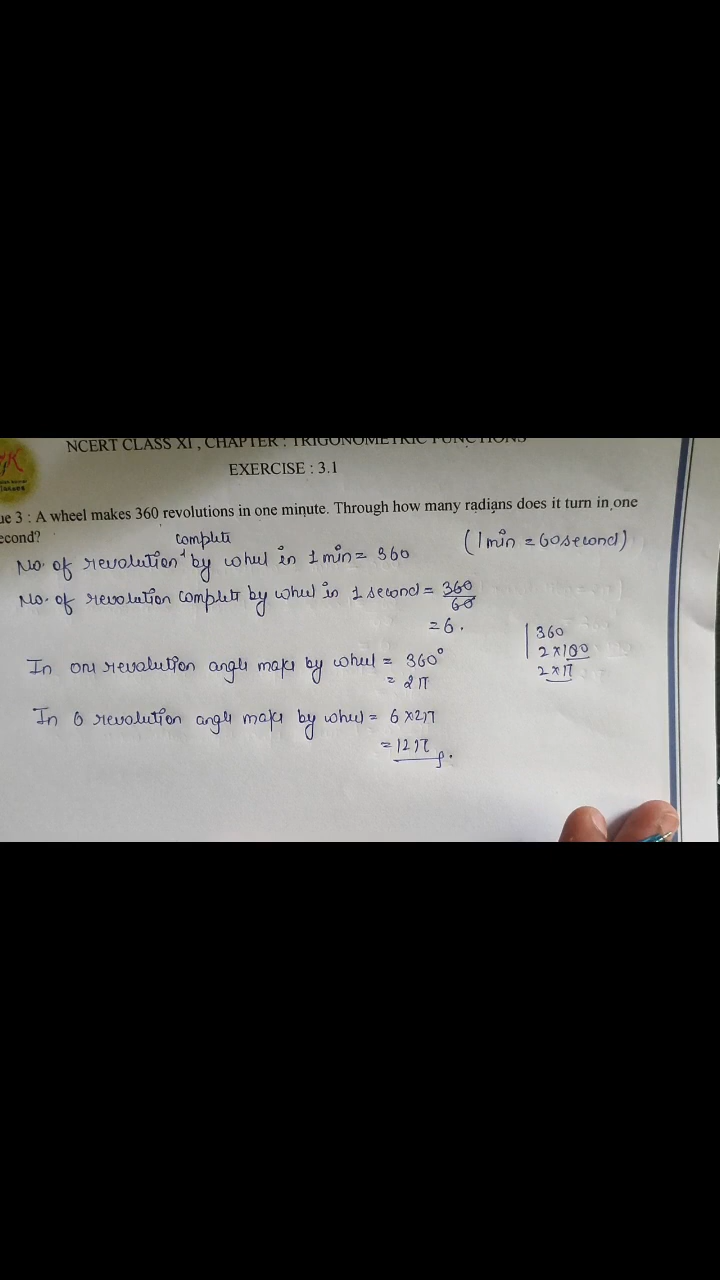 NCERT CLASS XI , CHAPTER : TRIGONOMETRIC FUNCTIONS
EXERCISE : 3.1
ue 3 : A wheel makes 360 revolutions in one minute. Through how many radians does it turn in one
econd?
complete
(1 min = 60 second)
No. of revolution by wheel in 1 min = 360
No. of revolution complete by wheel in 1 second = 360/60
= 6.
360
2×180
2×π
In one revolution angle make by wheel = 360°
= 2π
In 6 revolution angle make by wheel = 6×2π
= 12π